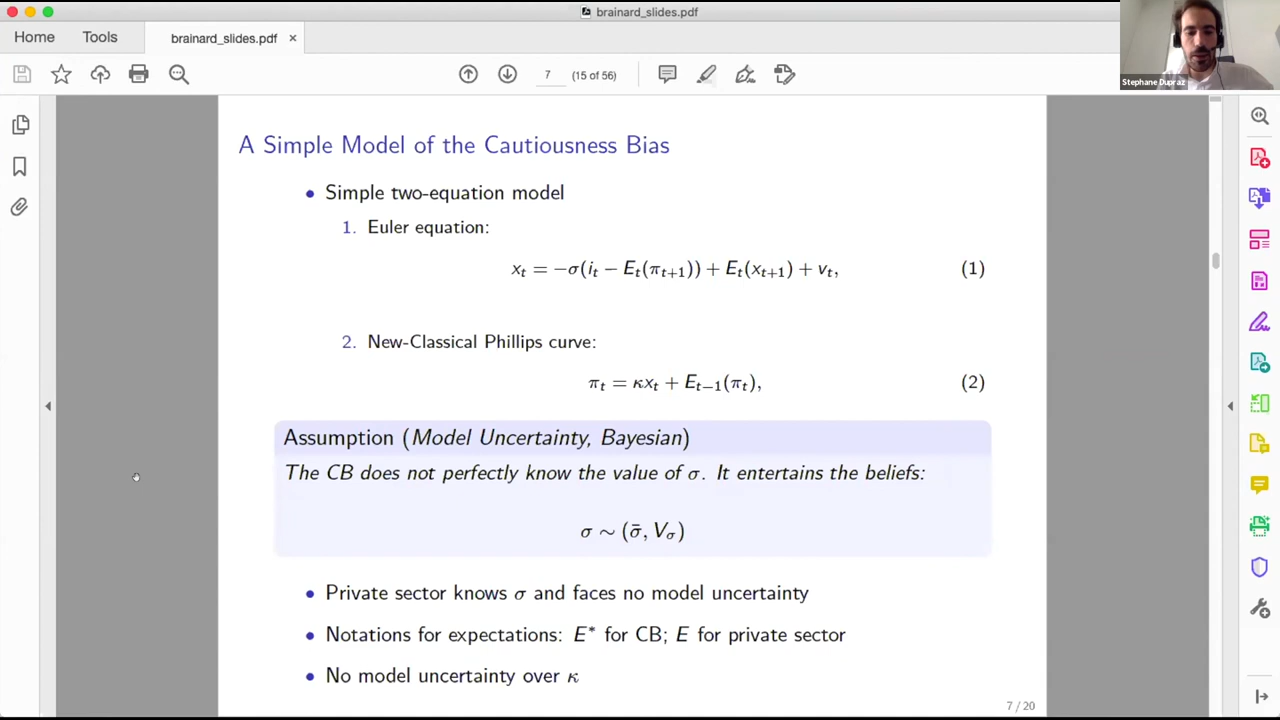 brainard_slides.pdf
Home
Tools
brainard_slides.pdf ×
7 (15 of 56)
Stephane Dupraz
A Simple Model of the Cautiousness Bias
• Simple two-equation model
1. Euler equation:
xₜ = −σ(iₜ − Eₜ(πₜ₊₁)) + Eₜ(xₜ₊₁) + vₜ, (1)
2. New-Classical Phillips curve:
πₜ = κxₜ + Eₜ₋₁(πₜ), (2)
Assumption (Model Uncertainty, Bayesian)
The CB does not perfectly know the value of σ. It entertains the beliefs:
σ ∼ (σ̄, V_σ)
• Private sector knows σ and faces no model uncertainty
• Notations for expectations: E* for CB; E for private sector
• No model uncertainty over κ
7 / 20